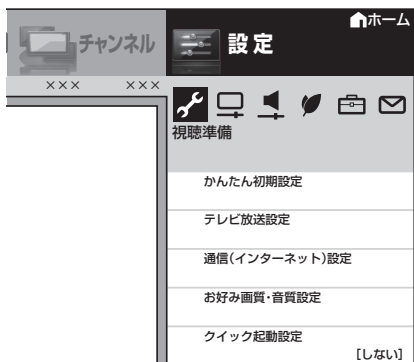 ホーム
チャンネル
設定
××× ×××
視聴準備
かんたん初期設定
テレビ放送設定
通信(インターネット)設定
お好み画質・音質設定
クイック起動設定
[しない]